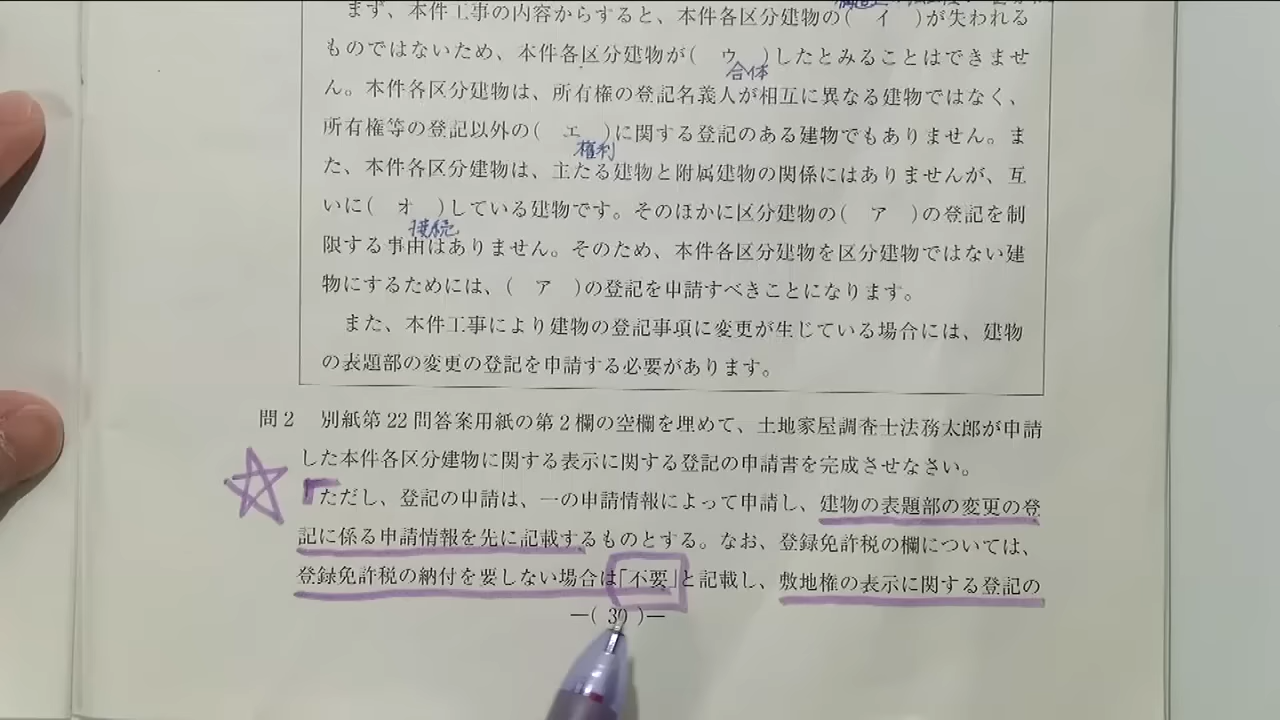 まず、本件工事の内容からすると、本件各区分建物の( イ )が失われる
ものではないため、本件各区分建物が( ウ )したとみることはできませ
合体
ん。本件各区分建物は、所有権の登記名義人が相互に異なる建物ではなく、
所有権等の登記以外の( エ )に関する登記のある建物でもありません。ま
権利
た、本件各区分建物は、主たる建物と附属建物の関係にはありませんが、互
いに( オ )している建物です。そのほかに区分建物の( ア )の登記を制
接続
限する事由はありません。そのため、本件各区分建物を区分建物ではない建
物にするためには、( ア )の登記を申請すべきことになります。
また、本件工事により建物の登記事項に変更が生じている場合には、建物
の表題部の変更の登記を申請する必要があります。
問2 別紙第22問答案用紙の第2欄の空欄を埋めて、土地家屋調査士法務太郎が申請
した本件各区分建物に関する表示に関する登記の申請書を完成させなさい。
ただし、登記の申請は、一の申請情報によって申請し、建物の表題部の変更の登
記に係る申請情報を先に記載するものとする。なお、登録免許税の欄については、
登録免許税の納付を要しない場合は「不要」と記載し、敷地権の表示に関する登記の
—( 30 )—